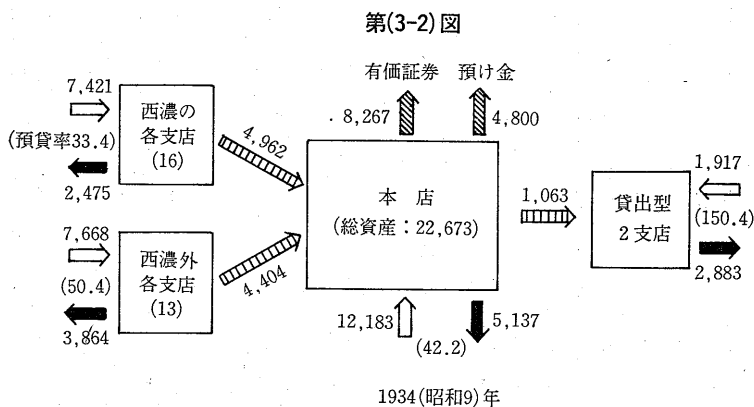 第(3-2)図
有価証券
預け金
8,267
4,800
7,421
(預貸率33.4)
2,475
西濃の
各支店
(16)
4,962
7,668
(50.4)
3,864
西濃外
各支店
(13)
4,404
本 店
(総資産：22,673)
12,183
(42.2)
5,137
1,063
貸出型
2支店
1,917
(150.4)
2,883
1934(昭和9)年